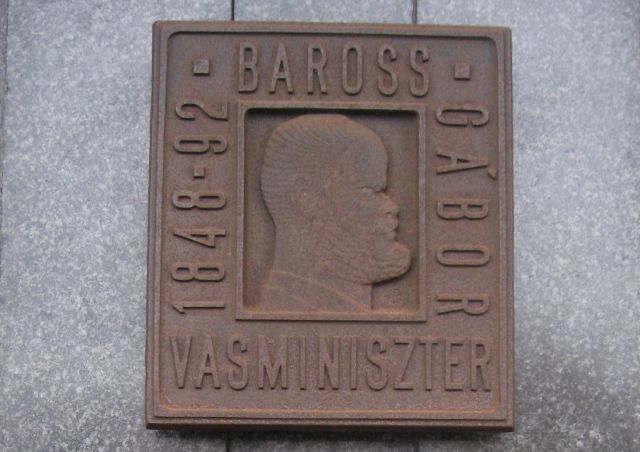 BAROSS
GÁBOR
1848-92
VASMINISZTER